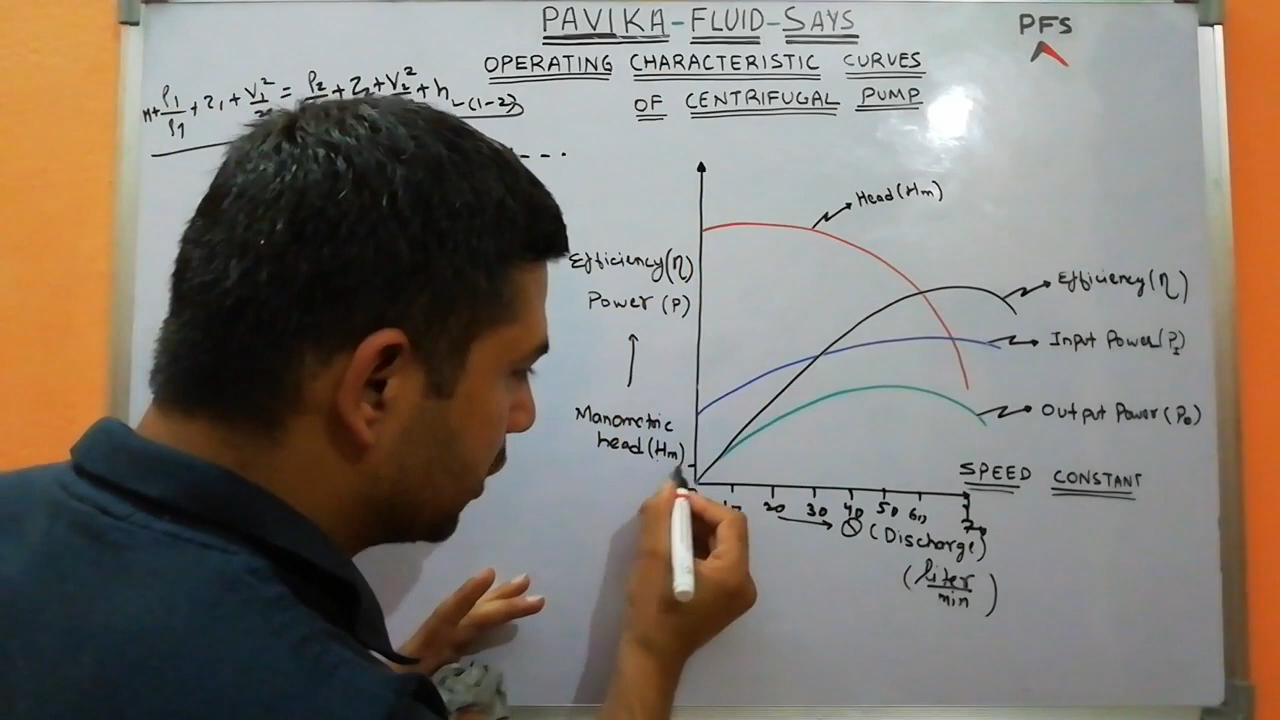 PAVIKA-FLUID-SAYS
PFS
OPERATING CHARACTERISTIC CURVES
OF CENTRIFUGAL PUMP
Head(Hm)
Efficiency(η)
Power (P)
Manometric
head(Hm)
Efficiency(η)
Input Power(PI)
Output Power(Po)
SPEED CONSTANT
20 30 40 50 60
Q (Discharge)
(liter/min)